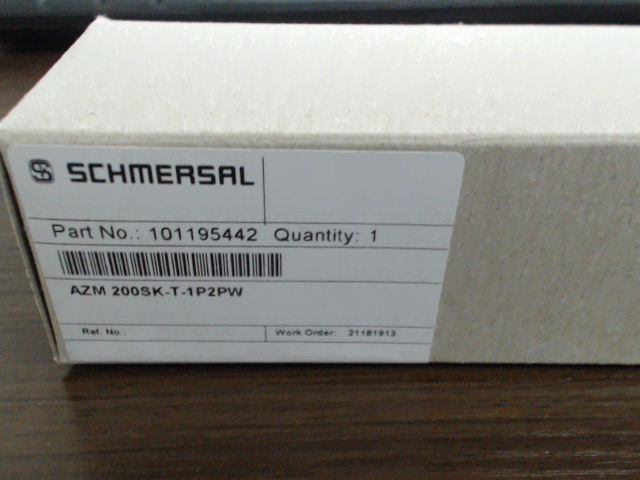 SCHMERSAL
Part No.: 101195442 Quantity: 1
AZM 200SK-T-1P2PW
Ref. No.:
Work Order: 21181913